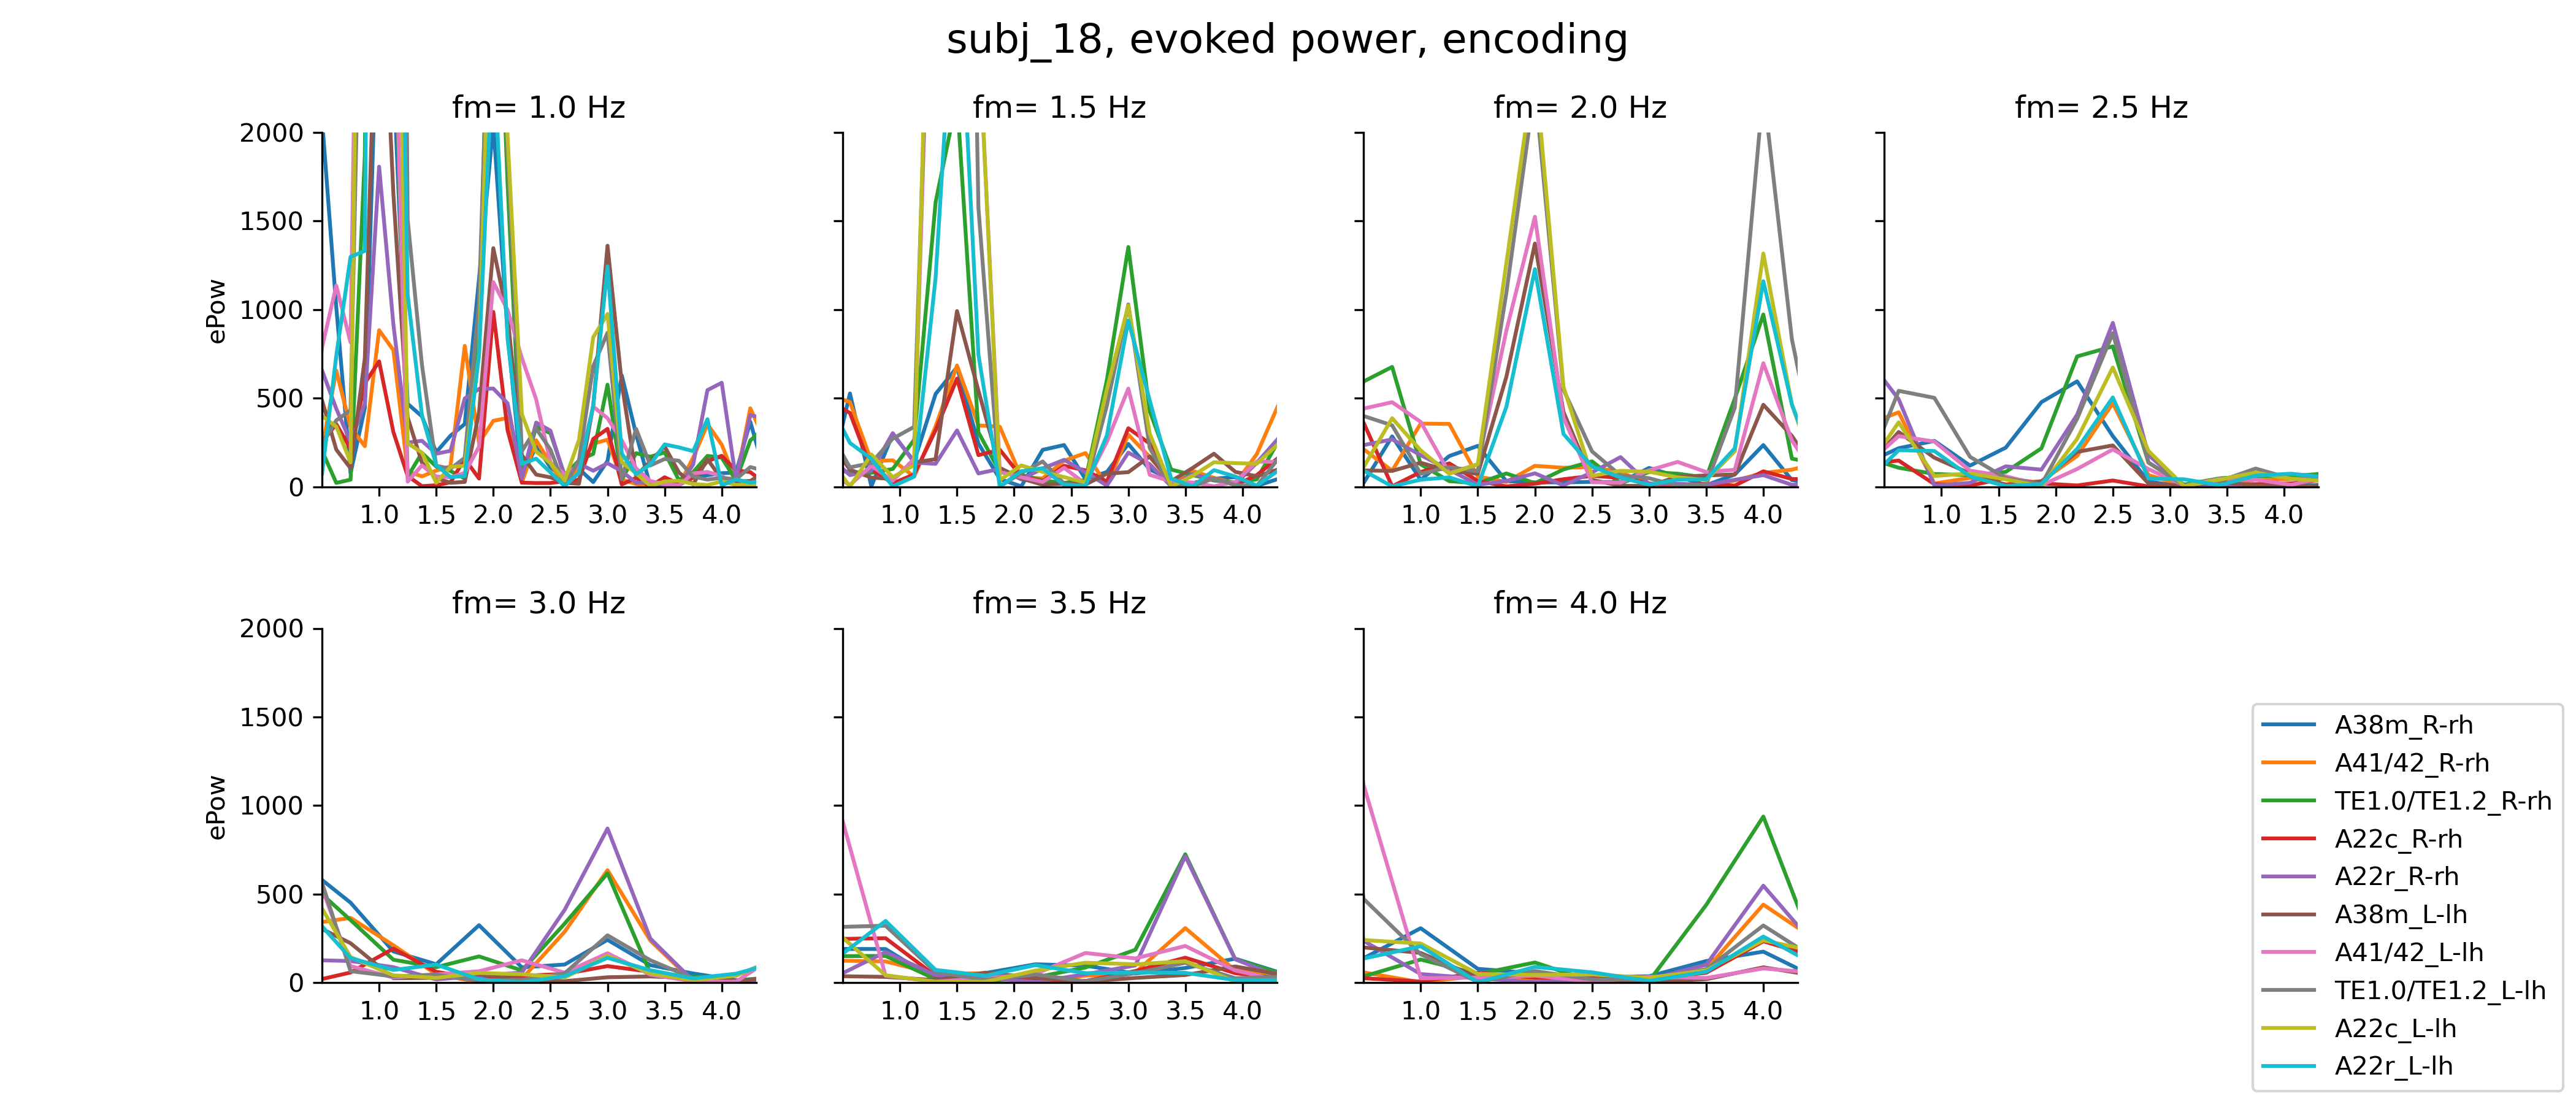 subj_18, evoked power, encoding
fm= 1.0 Hz
fm= 1.5 Hz
fm= 2.0 Hz
fm= 2.5 Hz
2000
1500
1000
500
0
ePow
1.0 1.5 2.0 2.5 3.0 3.5 4.0
1.0 1.5 2.0 2.5 3.0 3.5 4.0
1.0 1.5 2.0 2.5 3.0 3.5 4.0
1.0 1.5 2.0 2.5 3.0 3.5 4.0
fm= 3.0 Hz
fm= 3.5 Hz
fm= 4.0 Hz
2000
1500
1000
500
0
ePow
1.0 1.5 2.0 2.5 3.0 3.5 4.0
1.0 1.5 2.0 2.5 3.0 3.5 4.0
1.0 1.5 2.0 2.5 3.0 3.5 4.0
A38m_R-rh
A41/42_R-rh
TE1.0/TE1.2_R-rh
A22c_R-rh
A22r_R-rh
A38m_L-lh
A41/42_L-lh
TE1.0/TE1.2_L-lh
A22c_L-lh
A22r_L-lh